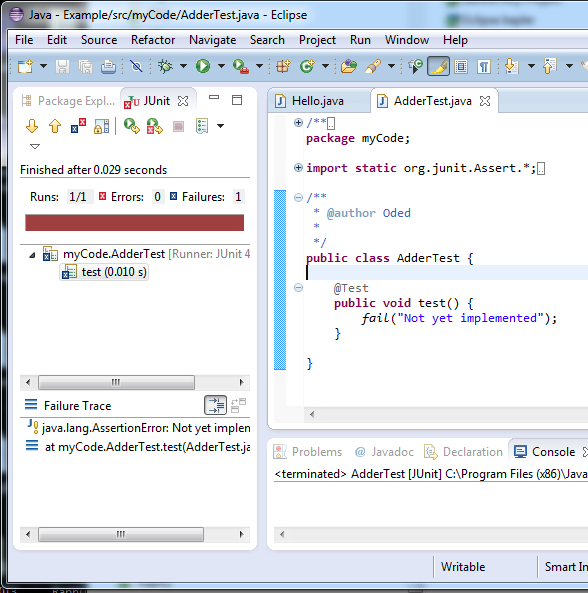 Java - Example/src/myCode/AdderTest.java - Eclipse
File Edit Source Refactor Navigate Search Project Run Window Help
Package Expl... JUnit
Finished after 0.029 seconds
Runs: 1/1 Errors: 0 Failures: 1
myCode.AdderTest [Runner: JUnit 4
test (0.010 s)
Failure Trace
java.lang.AssertionError: Not yet implen
at myCode.AdderTest.test(AdderTest.ja
Hello.java AdderTest.java
/**
package myCode;
import static org.junit.Assert.*;
/**
* @author Oded
*
*/
public class AdderTest {
@Test
public void test() {
fail("Not yet implemented");
}
}
Problems @ Javadoc Declaration Console
<terminated> AdderTest [JUnit] C:\Program Files (x86)\Java
Writable Smart In